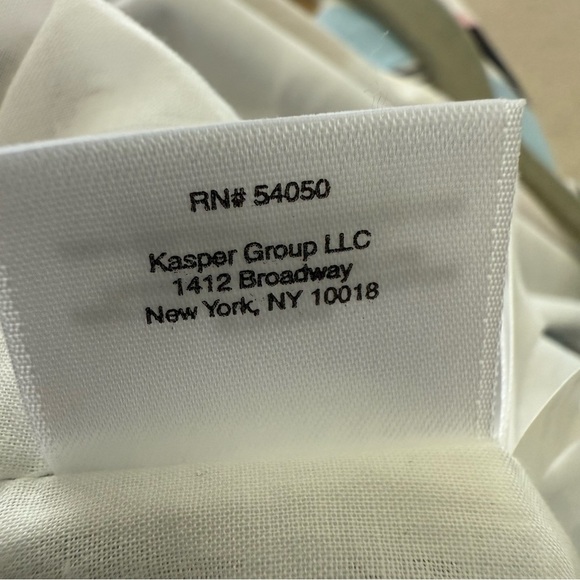 RN# 54050
Kasper Group LLC
1412 Broadway
New York, NY 10018